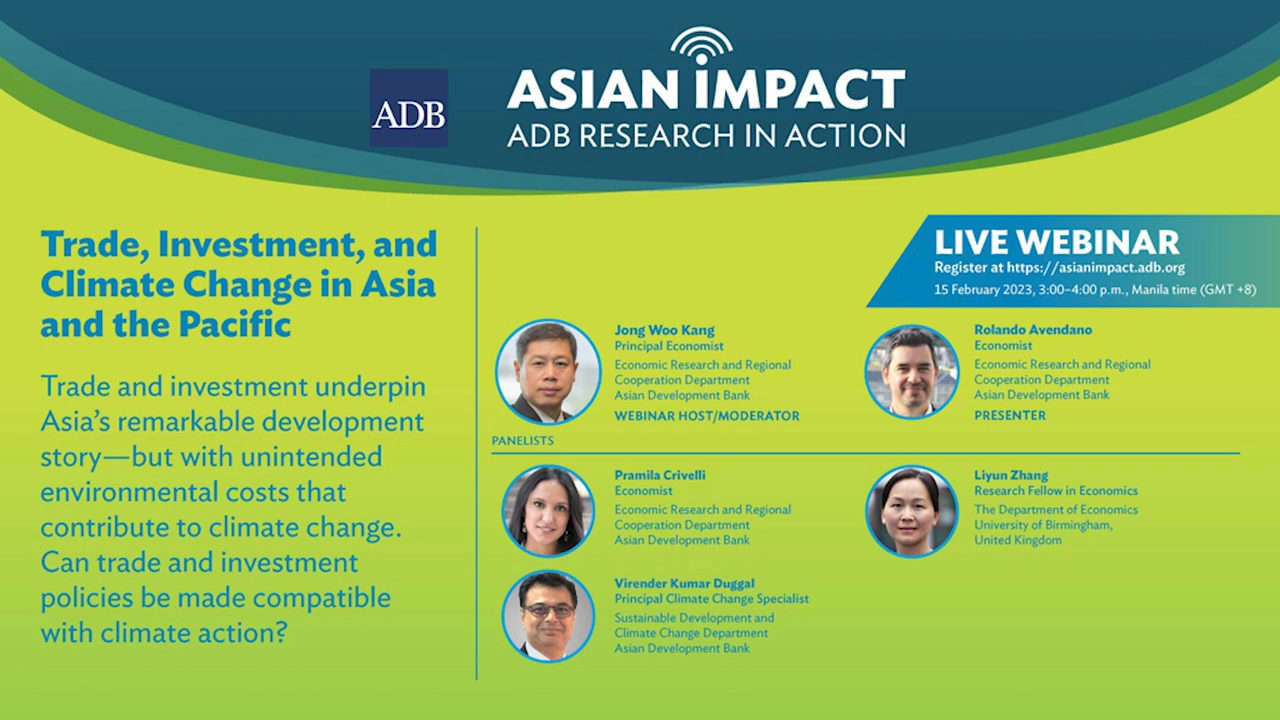 ADB
ASIAN IMPACT
ADB RESEARCH IN ACTION
Trade, Investment, and
Climate Change in Asia
and the Pacific
Trade and investment underpin
Asia’s remarkable development
story—but with unintended
environmental costs that
contribute to climate change.
Can trade and investment
policies be made compatible
with climate action?
LIVE WEBINAR
Register at https://asianimpact.adb.org
15 February 2023, 3:00–4:00 p.m., Manila time (GMT +8)
Jong Woo Kang
Principal Economist
Economic Research and Regional
Cooperation Department
Asian Development Bank
WEBINAR HOST/MODERATOR
Rolando Avendano
Economist
Economic Research and Regional
Cooperation Department
Asian Development Bank
PRESENTER
PANELISTS
Pramila Crivelli
Economist
Economic Research and Regional
Cooperation Department
Asian Development Bank
Liyun Zhang
Research Fellow in Economics
The Department of Economics
University of Birmingham,
United Kingdom
Virender Kumar Duggal
Principal Climate Change Specialist
Sustainable Development and
Climate Change Department
Asian Development Bank